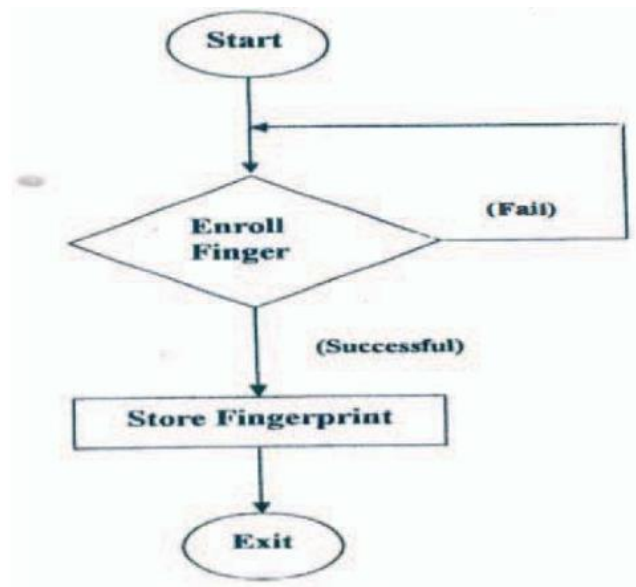 Start
(Fail)
Enroll
Finger
(Successful)
Store Fingerprint
Exit